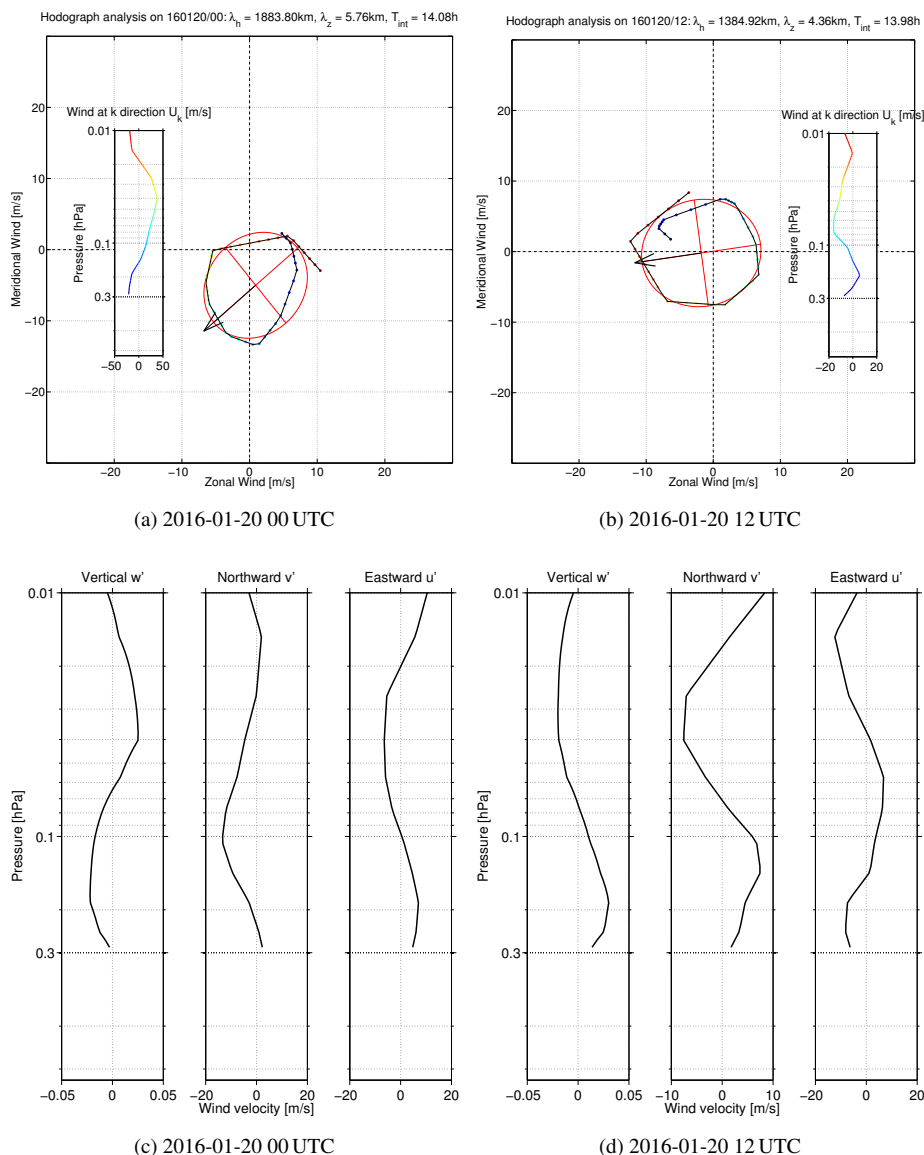 Hodograph analysis on 160120/00: λh = 1883.80km, λz = 5.76km, Tint = 14.08h
Wind at k direction Uk [m/s]
0.01
0.1
0.3
Pressure [hPa]
−50 0 50
20
10
0
−10
−20
Meridional Wind [m/s]
−20 −10 0 10 20
Zonal Wind [m/s]
(a) 2016-01-20 00 UTC
Hodograph analysis on 160120/12: λh = 1384.92km, λz = 4.36km, Tint = 13.98h
Wind at k direction Uk [m/s]
0.01
0.1
0.3
Pressure [hPa]
−20 0 20
20
10
0
−10
−20
Meridional Wind [m/s]
−20 −10 0 10 20
Zonal Wind [m/s]
(b) 2016-01-20 12 UTC
Vertical w' Northward v' Eastward u'
0.01
0.1
0.3
Pressure [hPa]
−0.05 0 0.05 −20 0 20 −20 0 20
Wind velocity [m/s]
(c) 2016-01-20 00 UTC
Vertical w' Northward v' Eastward u'
0.01
0.1
0.3
Pressure [hPa]
−0.05 0 0.05 −10 0 10 −20 0 20
Wind velocity [m/s]
(d) 2016-01-20 12 UTC